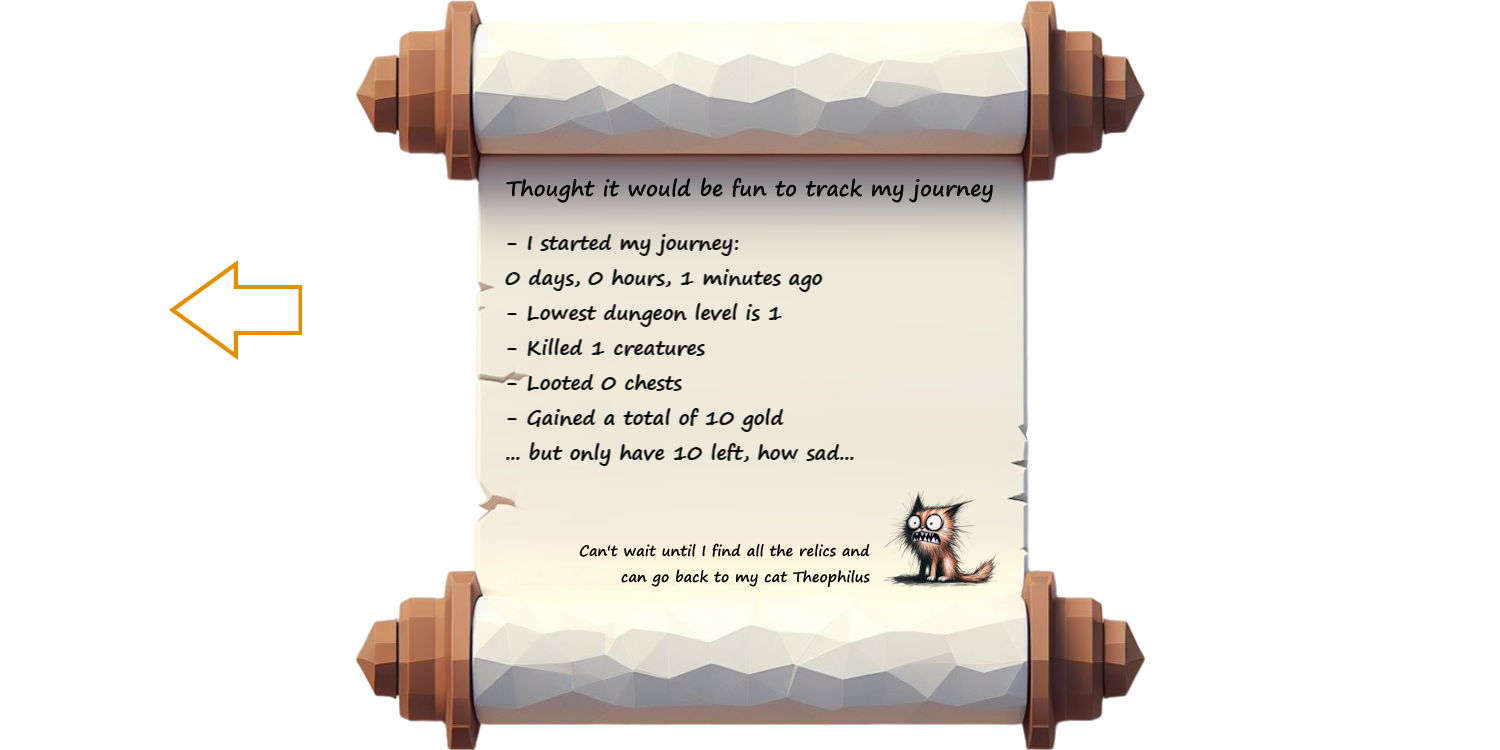 Thought it would be fun to track my journey
- I started my journey:
0 days, 0 hours, 1 minutes ago
- Lowest dungeon level is 1
- Killed 1 creatures
- Looted 0 chests
- Gained a total of 10 gold
... but only have 10 left, how sad...
Can't wait until I find all the relics and
can go back to my cat Theophilus